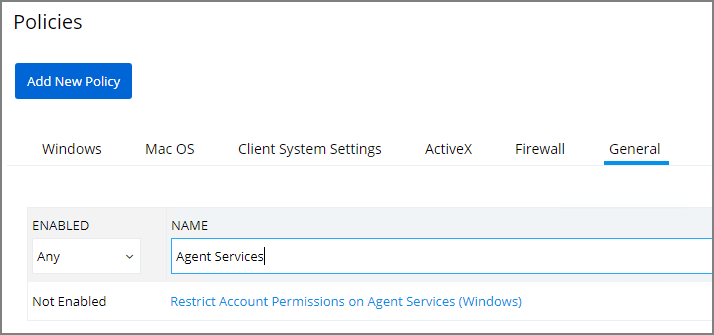 Policies
Add New Policy
Windows Mac OS Client System Settings ActiveX Firewall General
ENABLED NAME
Any Agent Services
Not Enabled Restrict Account Permissions on Agent Services (Windows)